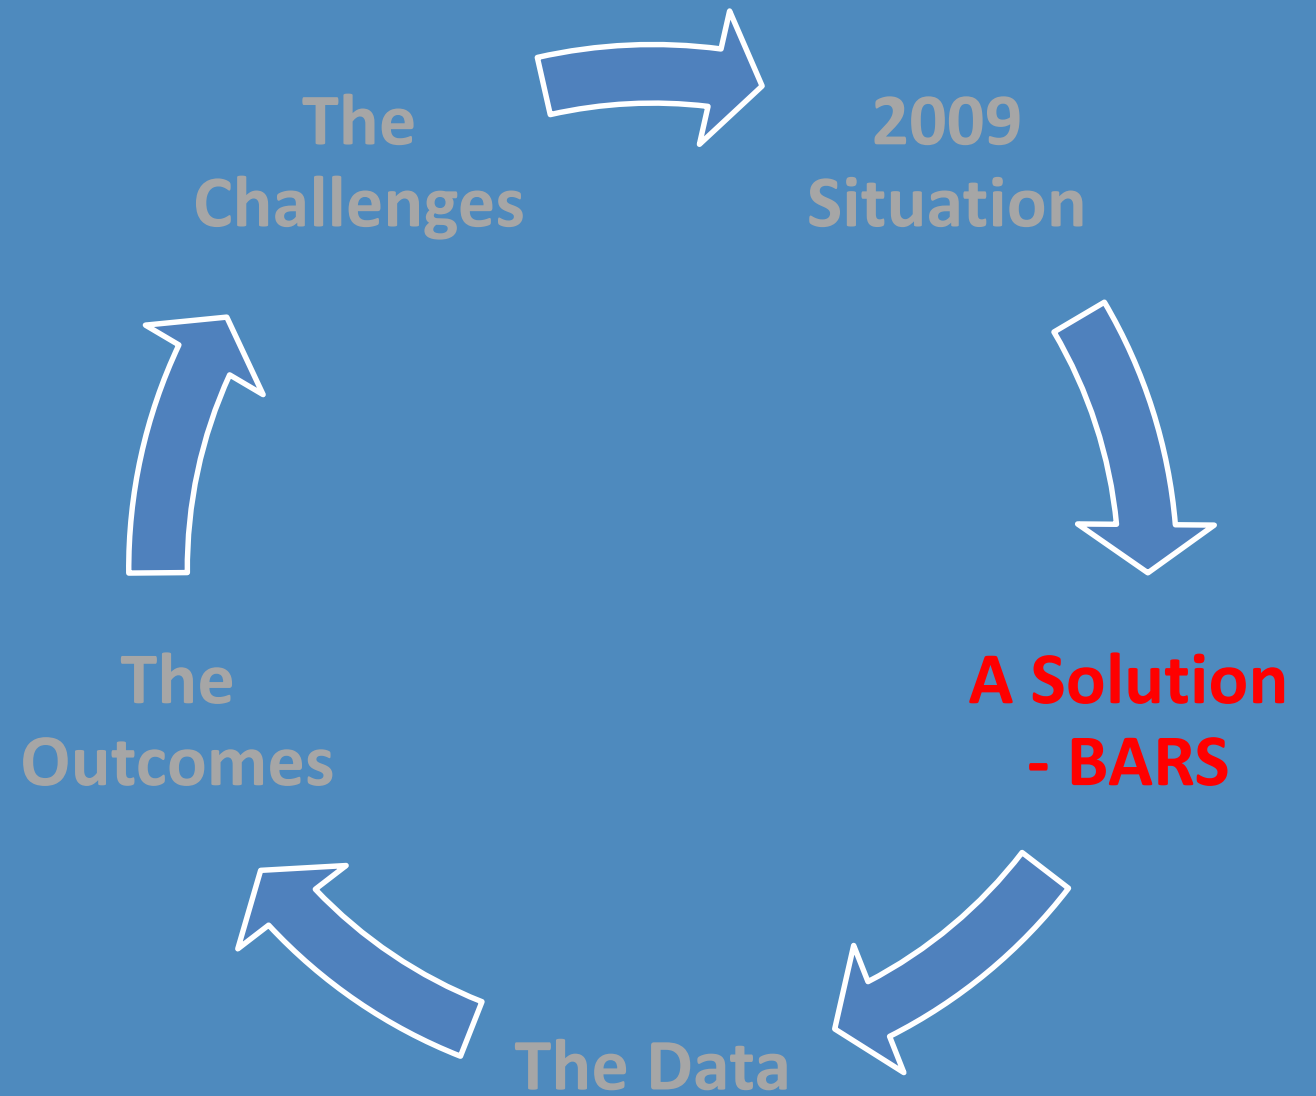 The
Challenges
2009
Situation
A Solution
- BARS
The Data
The
Outcomes